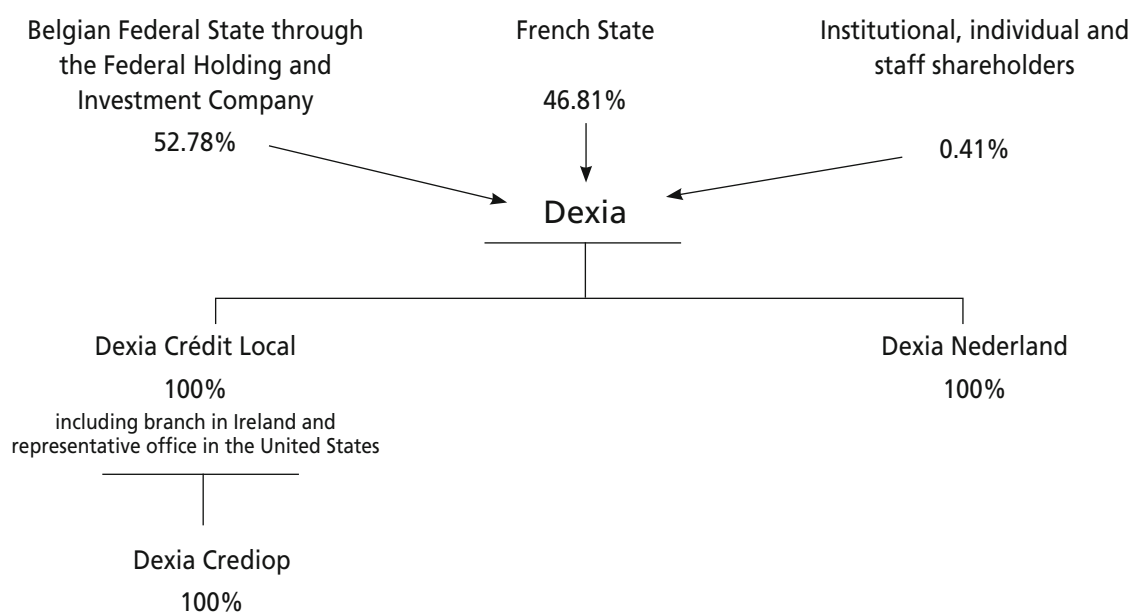 Belgian Federal State through
the Federal Holding and
Investment Company
52.78%
French State
46.81%
Institutional, individual and
staff shareholders
0.41%
Dexia
Dexia Crédit Local
100%
including branch in Ireland and
representative office in the United States
Dexia Nederland
100%
Dexia Crediop
100%